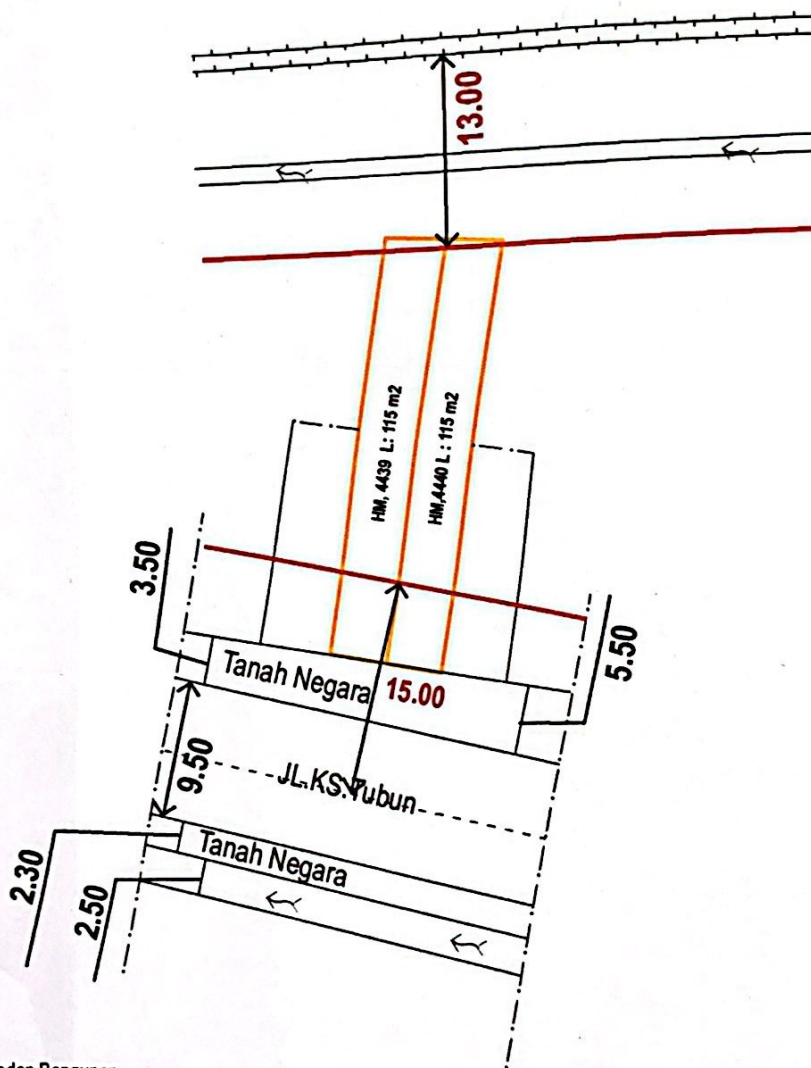 13.00
HM, 4439 L: 115 m2
HM,4440 L : 115 m2
3.50
5.50
Tanah Negara
15.00
9.50
JL.KS.Tubun
Tanah Negara
2.30
2.50